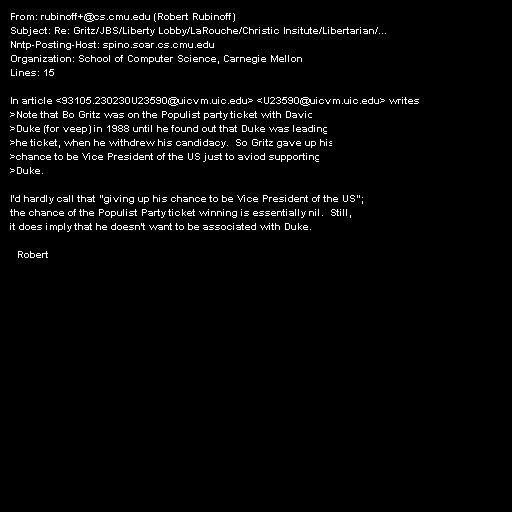 From: rubinoff+@cs.cmu.edu (Robert Rubinoff)
Subject: Re: Gritz/JBS/Liberty Lobby/LaRouche/Christic Insitute/Libertarian/...
Nntp-Posting-Host: spino.soar.cs.cmu.edu
Organization: School of Computer Science, Carnegie Mellon
Lines: 15

In article <93105.230230U23590@uicvm.uic.edu> <U23590@uicvm.uic.edu> writes
>Note that Bo Gritz was on the Populist party ticket with David
>Duke (for veep) in 1988 until he found out that Duke was leading
>he ticket, when he withdrew his candidacy.  So Gritz gave up his
>chance to be Vice President of the US just to aviod supporting
>Duke.

I'd hardly call that "giving up his chance to be Vice President of the US";
the chance of the Populist Party ticket winning is essentially nil.  Still,
it does imply that he doesn't want to be associated with Duke.

  Robert